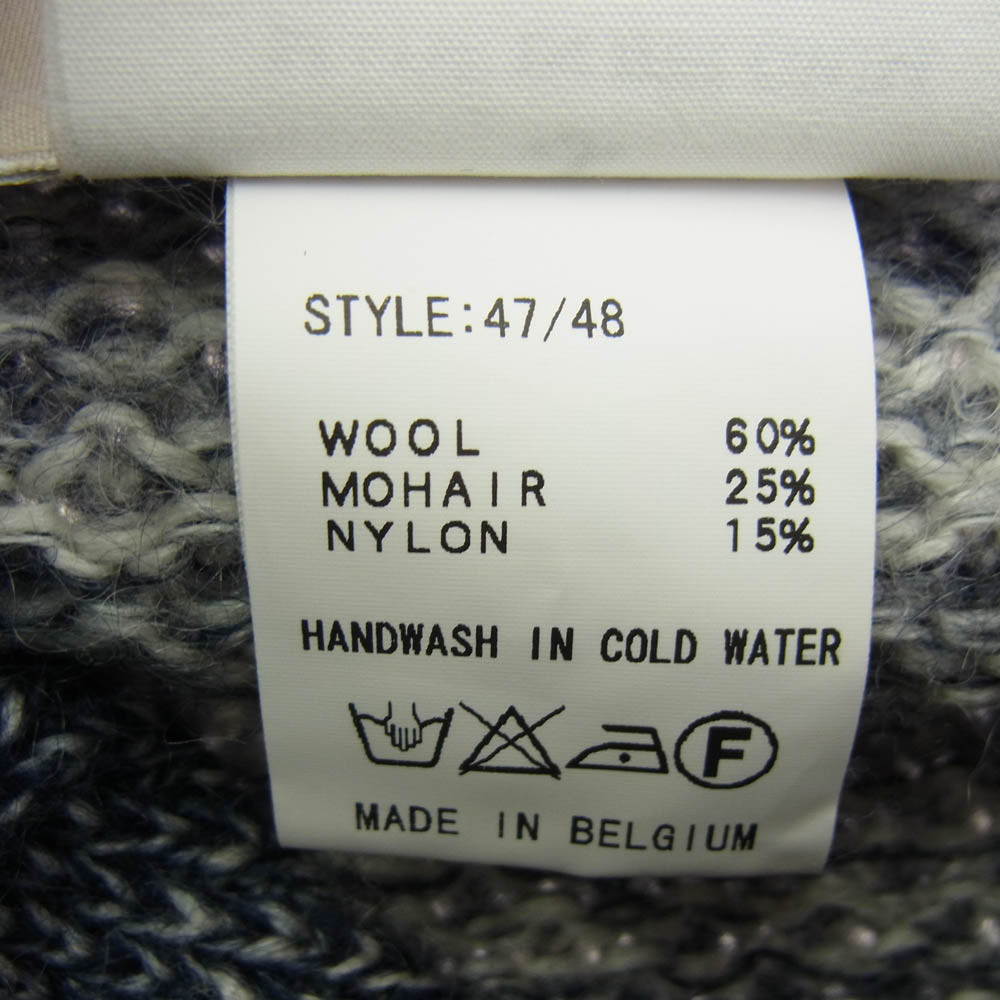 STYLE:47/48
WOOL 60%
MOHAIR 25%
NYLON 15%
HANDWASH IN COLD WATER
F
MADE IN BELGIUM